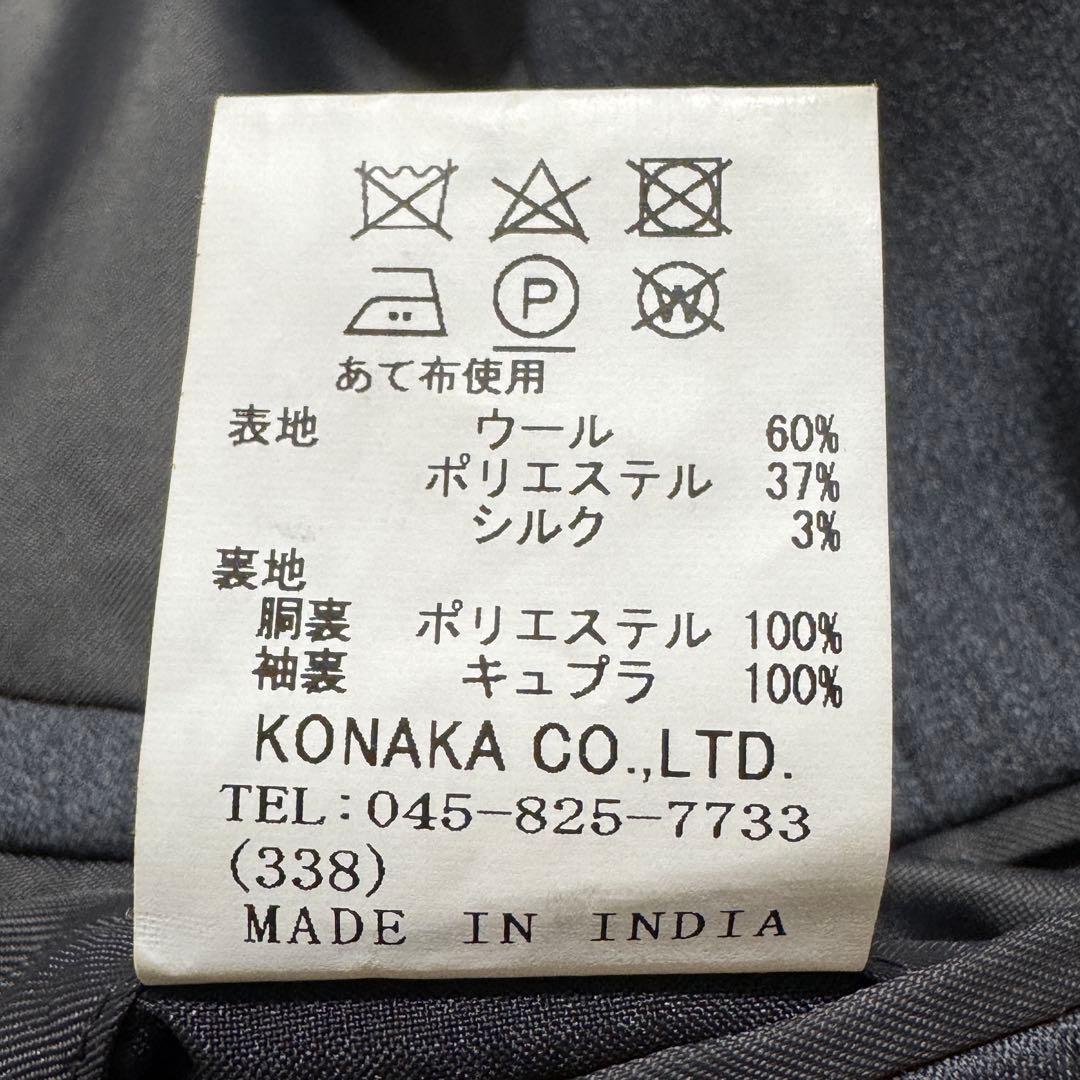 P W
あて布使用
表地 ウール 60%
ポリエステル 37%
シルク 3%
裏地
胴裏 ポリエステル 100%
袖裏 キュプラ 100%
KONAKA CO.,LTD.
TEL:045-825-7733
(338)
MADE IN INDIA